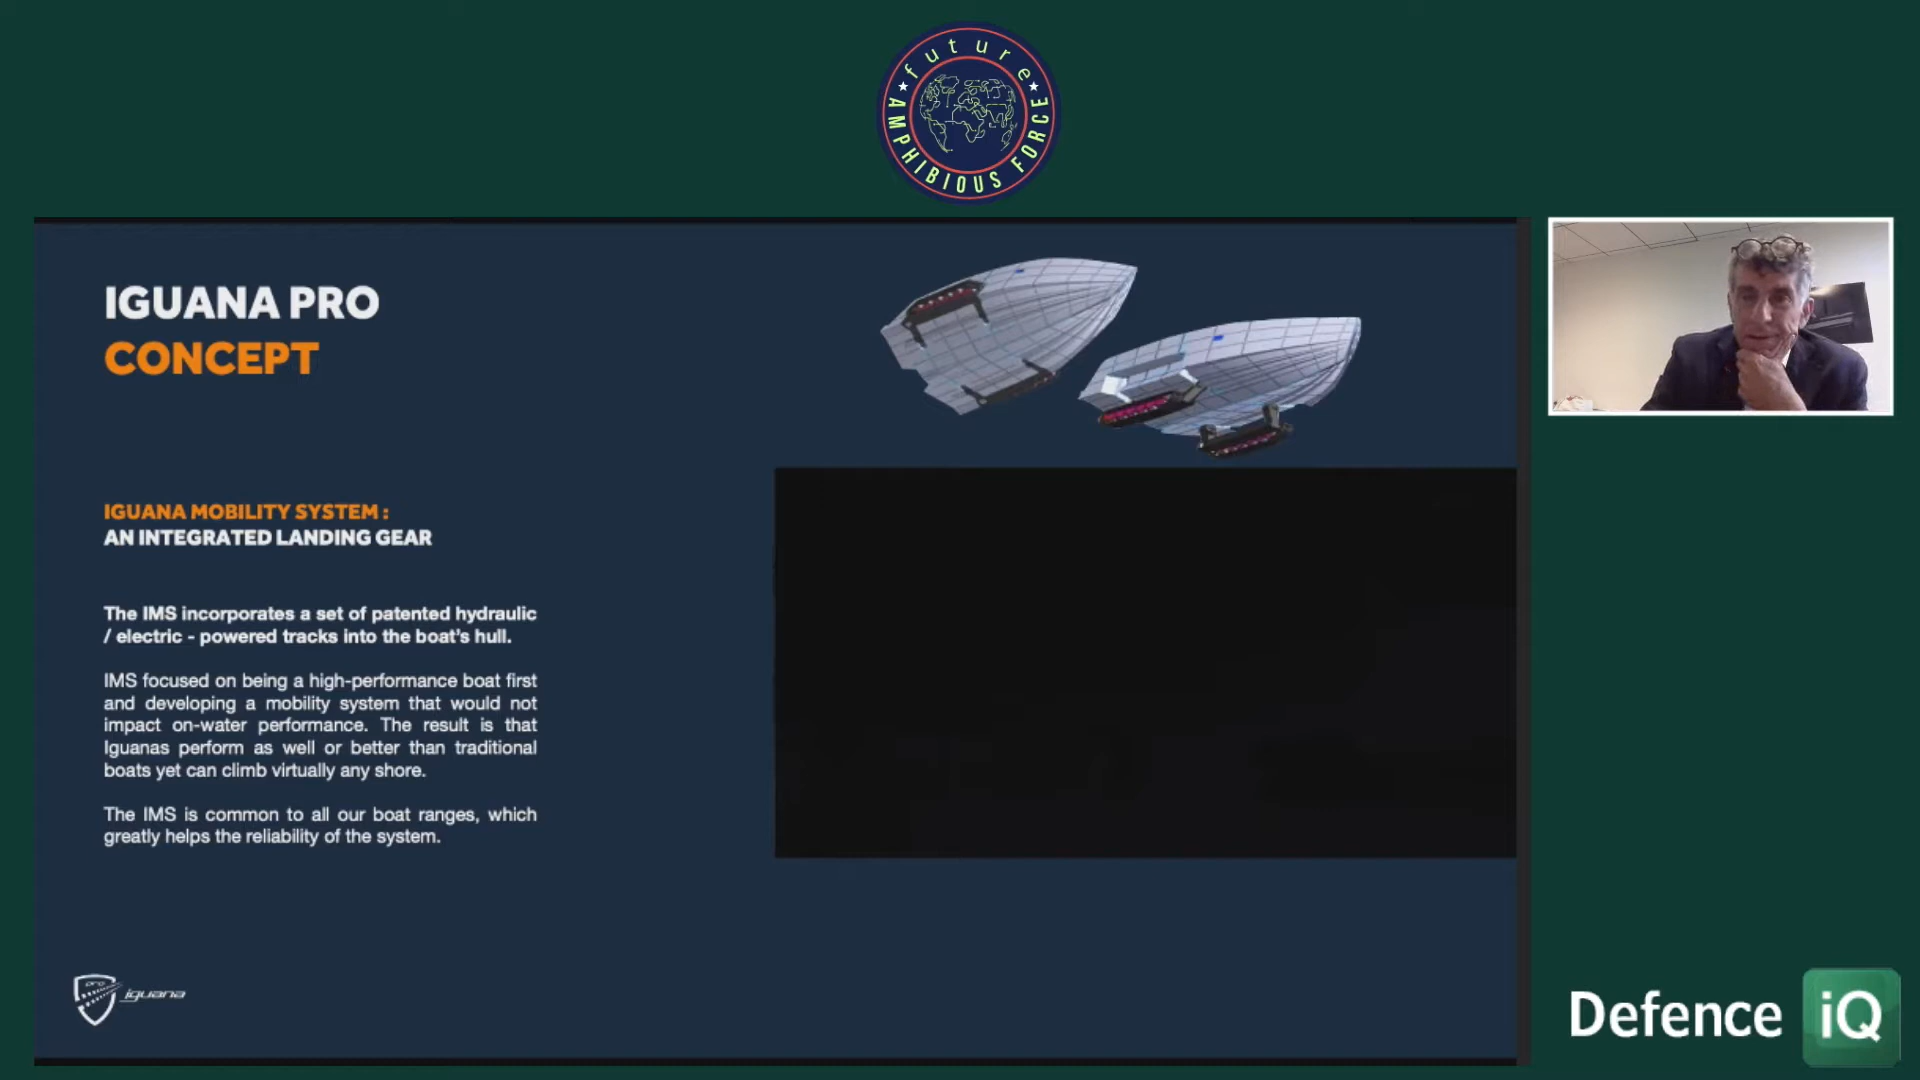 future
AMPHIBIOUS FORCE
IGUANA PRO
CONCEPT
IGUANA MOBILITY SYSTEM :
AN INTEGRATED LANDING GEAR
The IMS incorporates a set of patented hydraulic
/ electric - powered tracks into the boat's hull.
IMS focused on being a high-performance boat first
and developing a mobility system that would not
impact on-water performance. The result is that
Iguanas perform as well or better than traditional
boats yet can climb virtually any shore.
The IMS is common to all our boat ranges, which
greatly helps the reliability of the system.
pro
iguana
Defence iQ